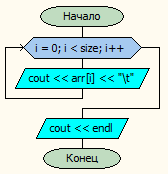 Начало
i = 0; i < size; i++
cout << arr[i] << "\t"
cout << endl
Конец